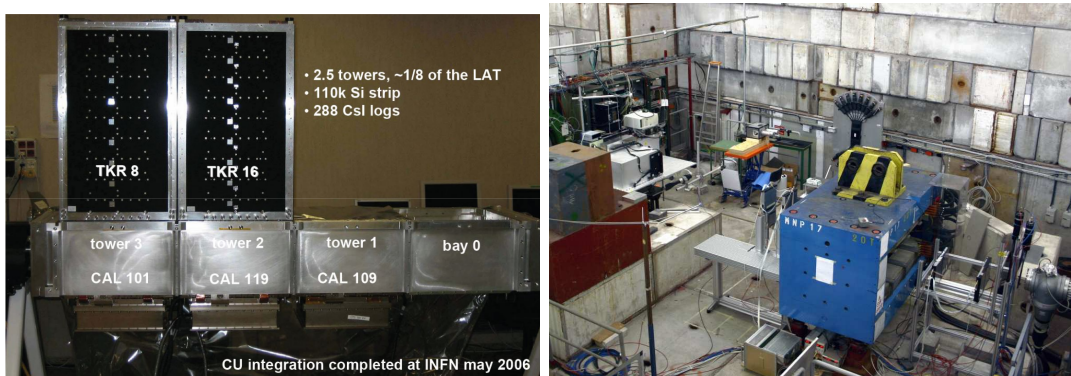 • 2.5 towers, ~1/8 of the LAT
• 110k Si strip
• 288 CsI logs
TKR 8
TKR 16
tower 3
tower 2
tower 1
bay 0
CAL 101
CAL 119
CAL 109
CU integration completed at INFN may 2006
MNP 17